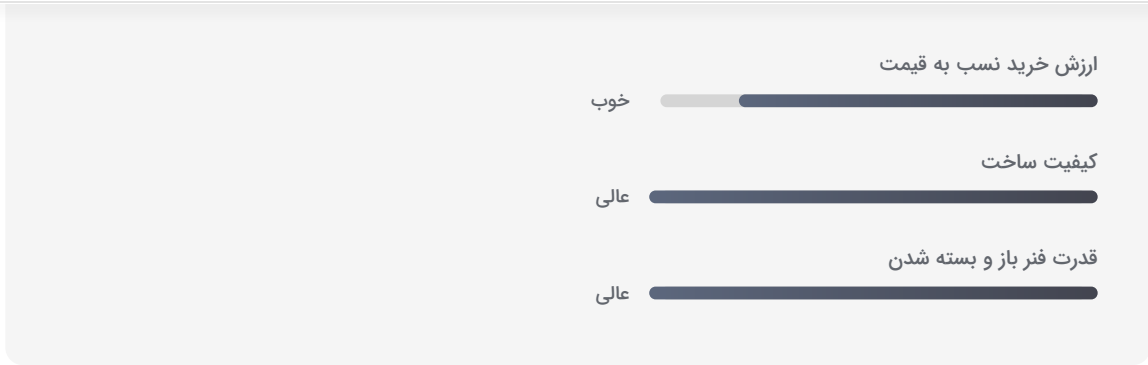 ارزش خرید نسب به قیمت
خوب
کیفیت ساخت
عالی
قدرت فنر باز و بسته شدن
عالی